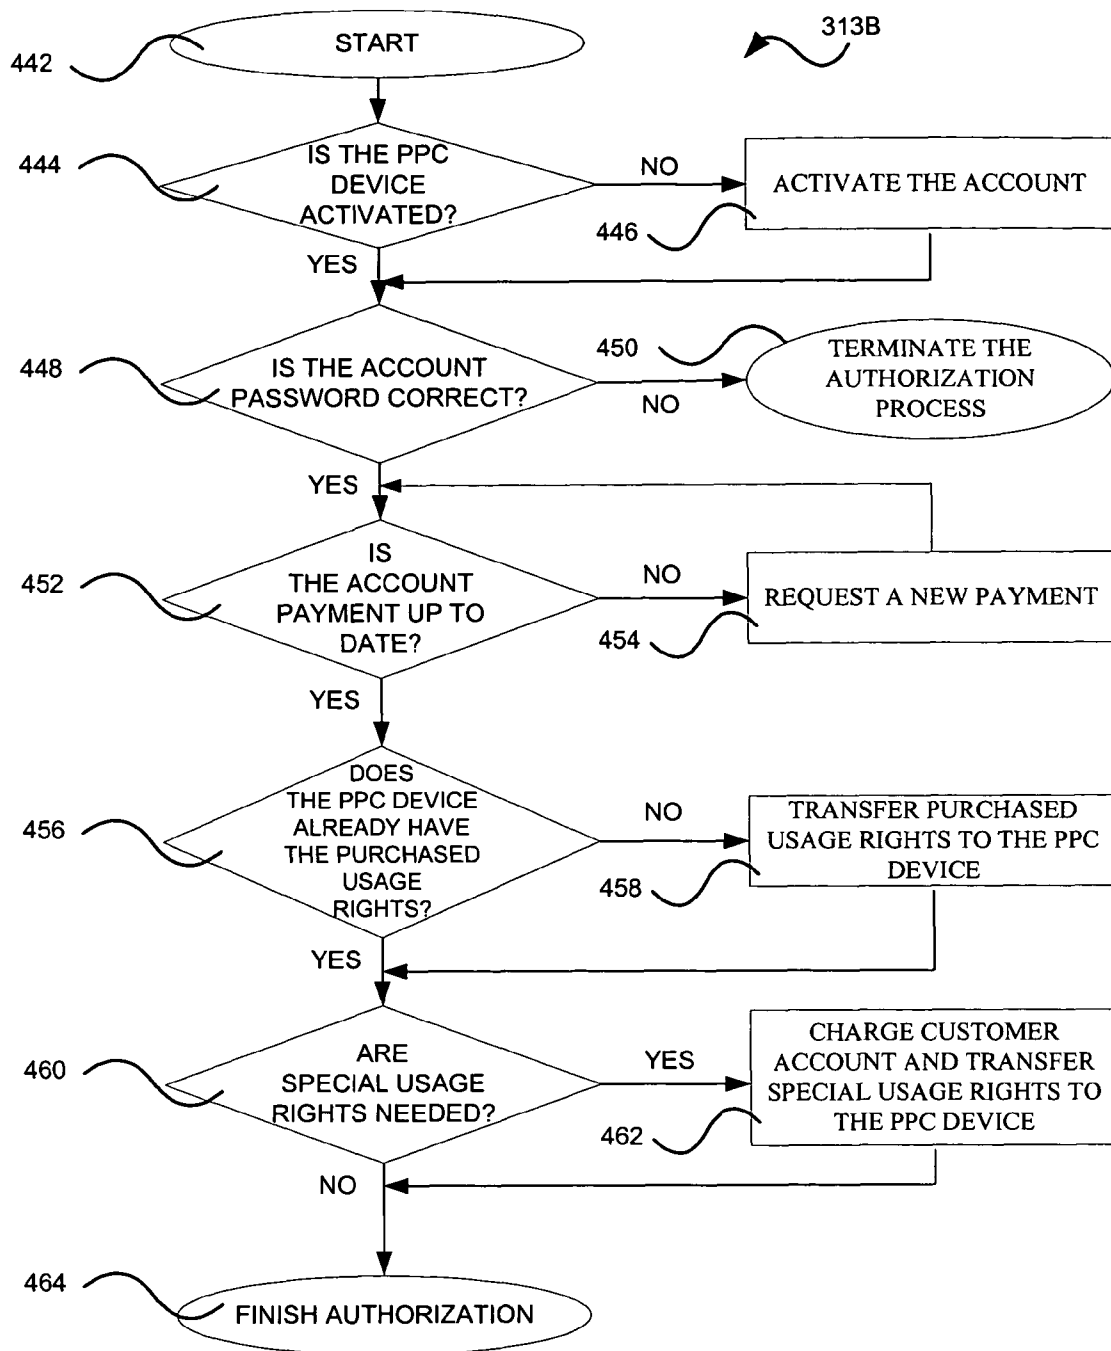 313B
442
START
444
IS THE PPC
DEVICE
ACTIVATED?
NO
ACTIVATE THE ACCOUNT
446
YES
448
IS THE ACCOUNT
PASSWORD CORRECT?
NO
450
TERMINATE THE
AUTHORIZATION
PROCESS
YES
452
IS
THE ACCOUNT
PAYMENT UP TO
DATE?
NO
REQUEST A NEW PAYMENT
454
YES
456
DOES
THE PPC DEVICE
ALREADY HAVE
THE PURCHASED
USAGE
RIGHTS?
NO
TRANSFER PURCHASED
USAGE RIGHTS TO THE PPC
DEVICE
458
YES
460
ARE
SPECIAL USAGE
RIGHTS NEEDED?
YES
CHARGE CUSTOMER
ACCOUNT AND TRANSFER
SPECIAL USAGE RIGHTS TO
THE PPC DEVICE
462
NO
464
FINISH AUTHORIZATION